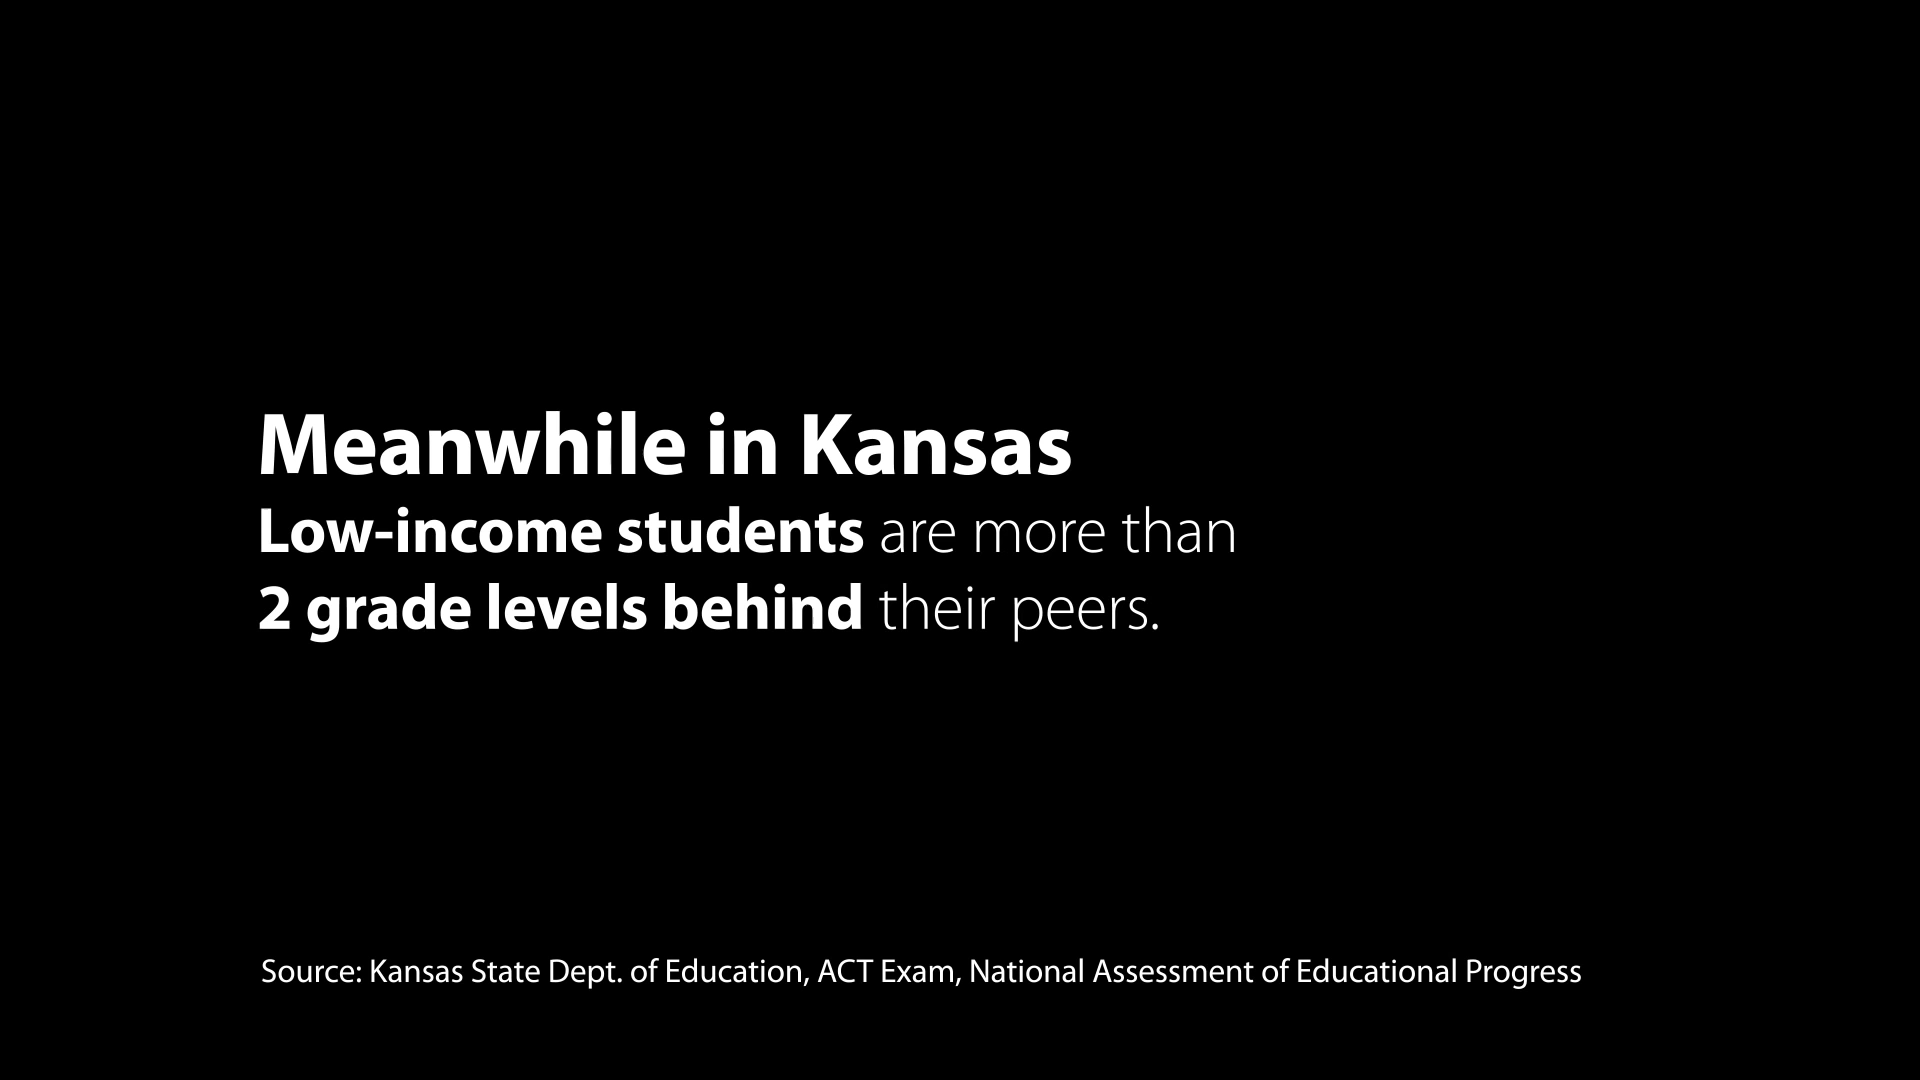 Meanwhile in Kansas
Low-income students are more than
2 grade levels behind their peers.
Source: Kansas State Dept. of Education, ACT Exam, National Assessment of Educational Progress